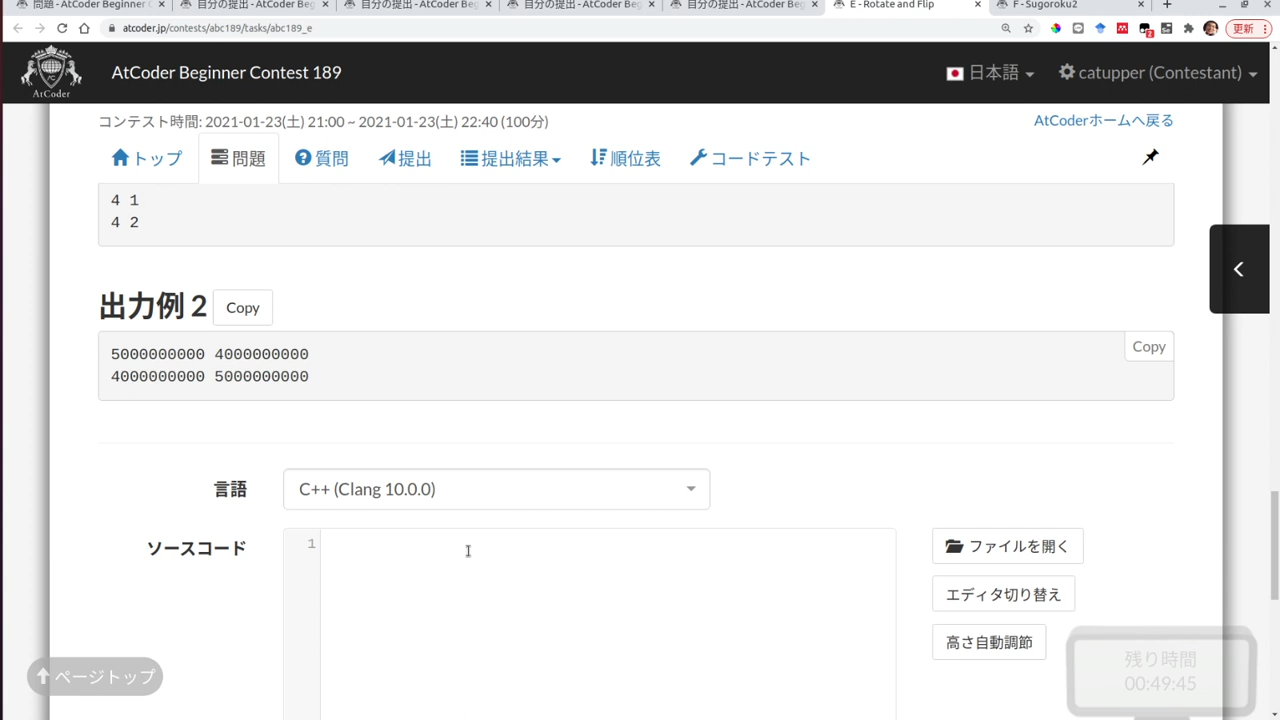 問題 - AtCoder Beginner C
自分の提出 - AtCoder Beg
自分の提出 - AtCoder Beg
自分の提出 - AtCoder Beg
自分の提出 - AtCoder Beg
E - Rotate and Flip
F - Sugoroku2
atcoder.jp/contests/abc189/tasks/abc189_e
更新
AtCoder
AtCoder Beginner Contest 189
日本語
catupper (Contestant)
コンテスト時間: 2021-01-23(土) 21:00 ~ 2021-01-23(土) 22:40 (100分)
AtCoderホームへ戻る
トップ
問題
質問
提出
提出結果
順位表
コードテスト
4 1
4 2
出力例 2
Copy
5000000000 4000000000
4000000000 5000000000
Copy
言語
C++ (Clang 10.0.0)
ソースコード
1
ファイルを開く
エディタ切り替え
高さ自動調節
ページトップ
残り時間
00:49:45